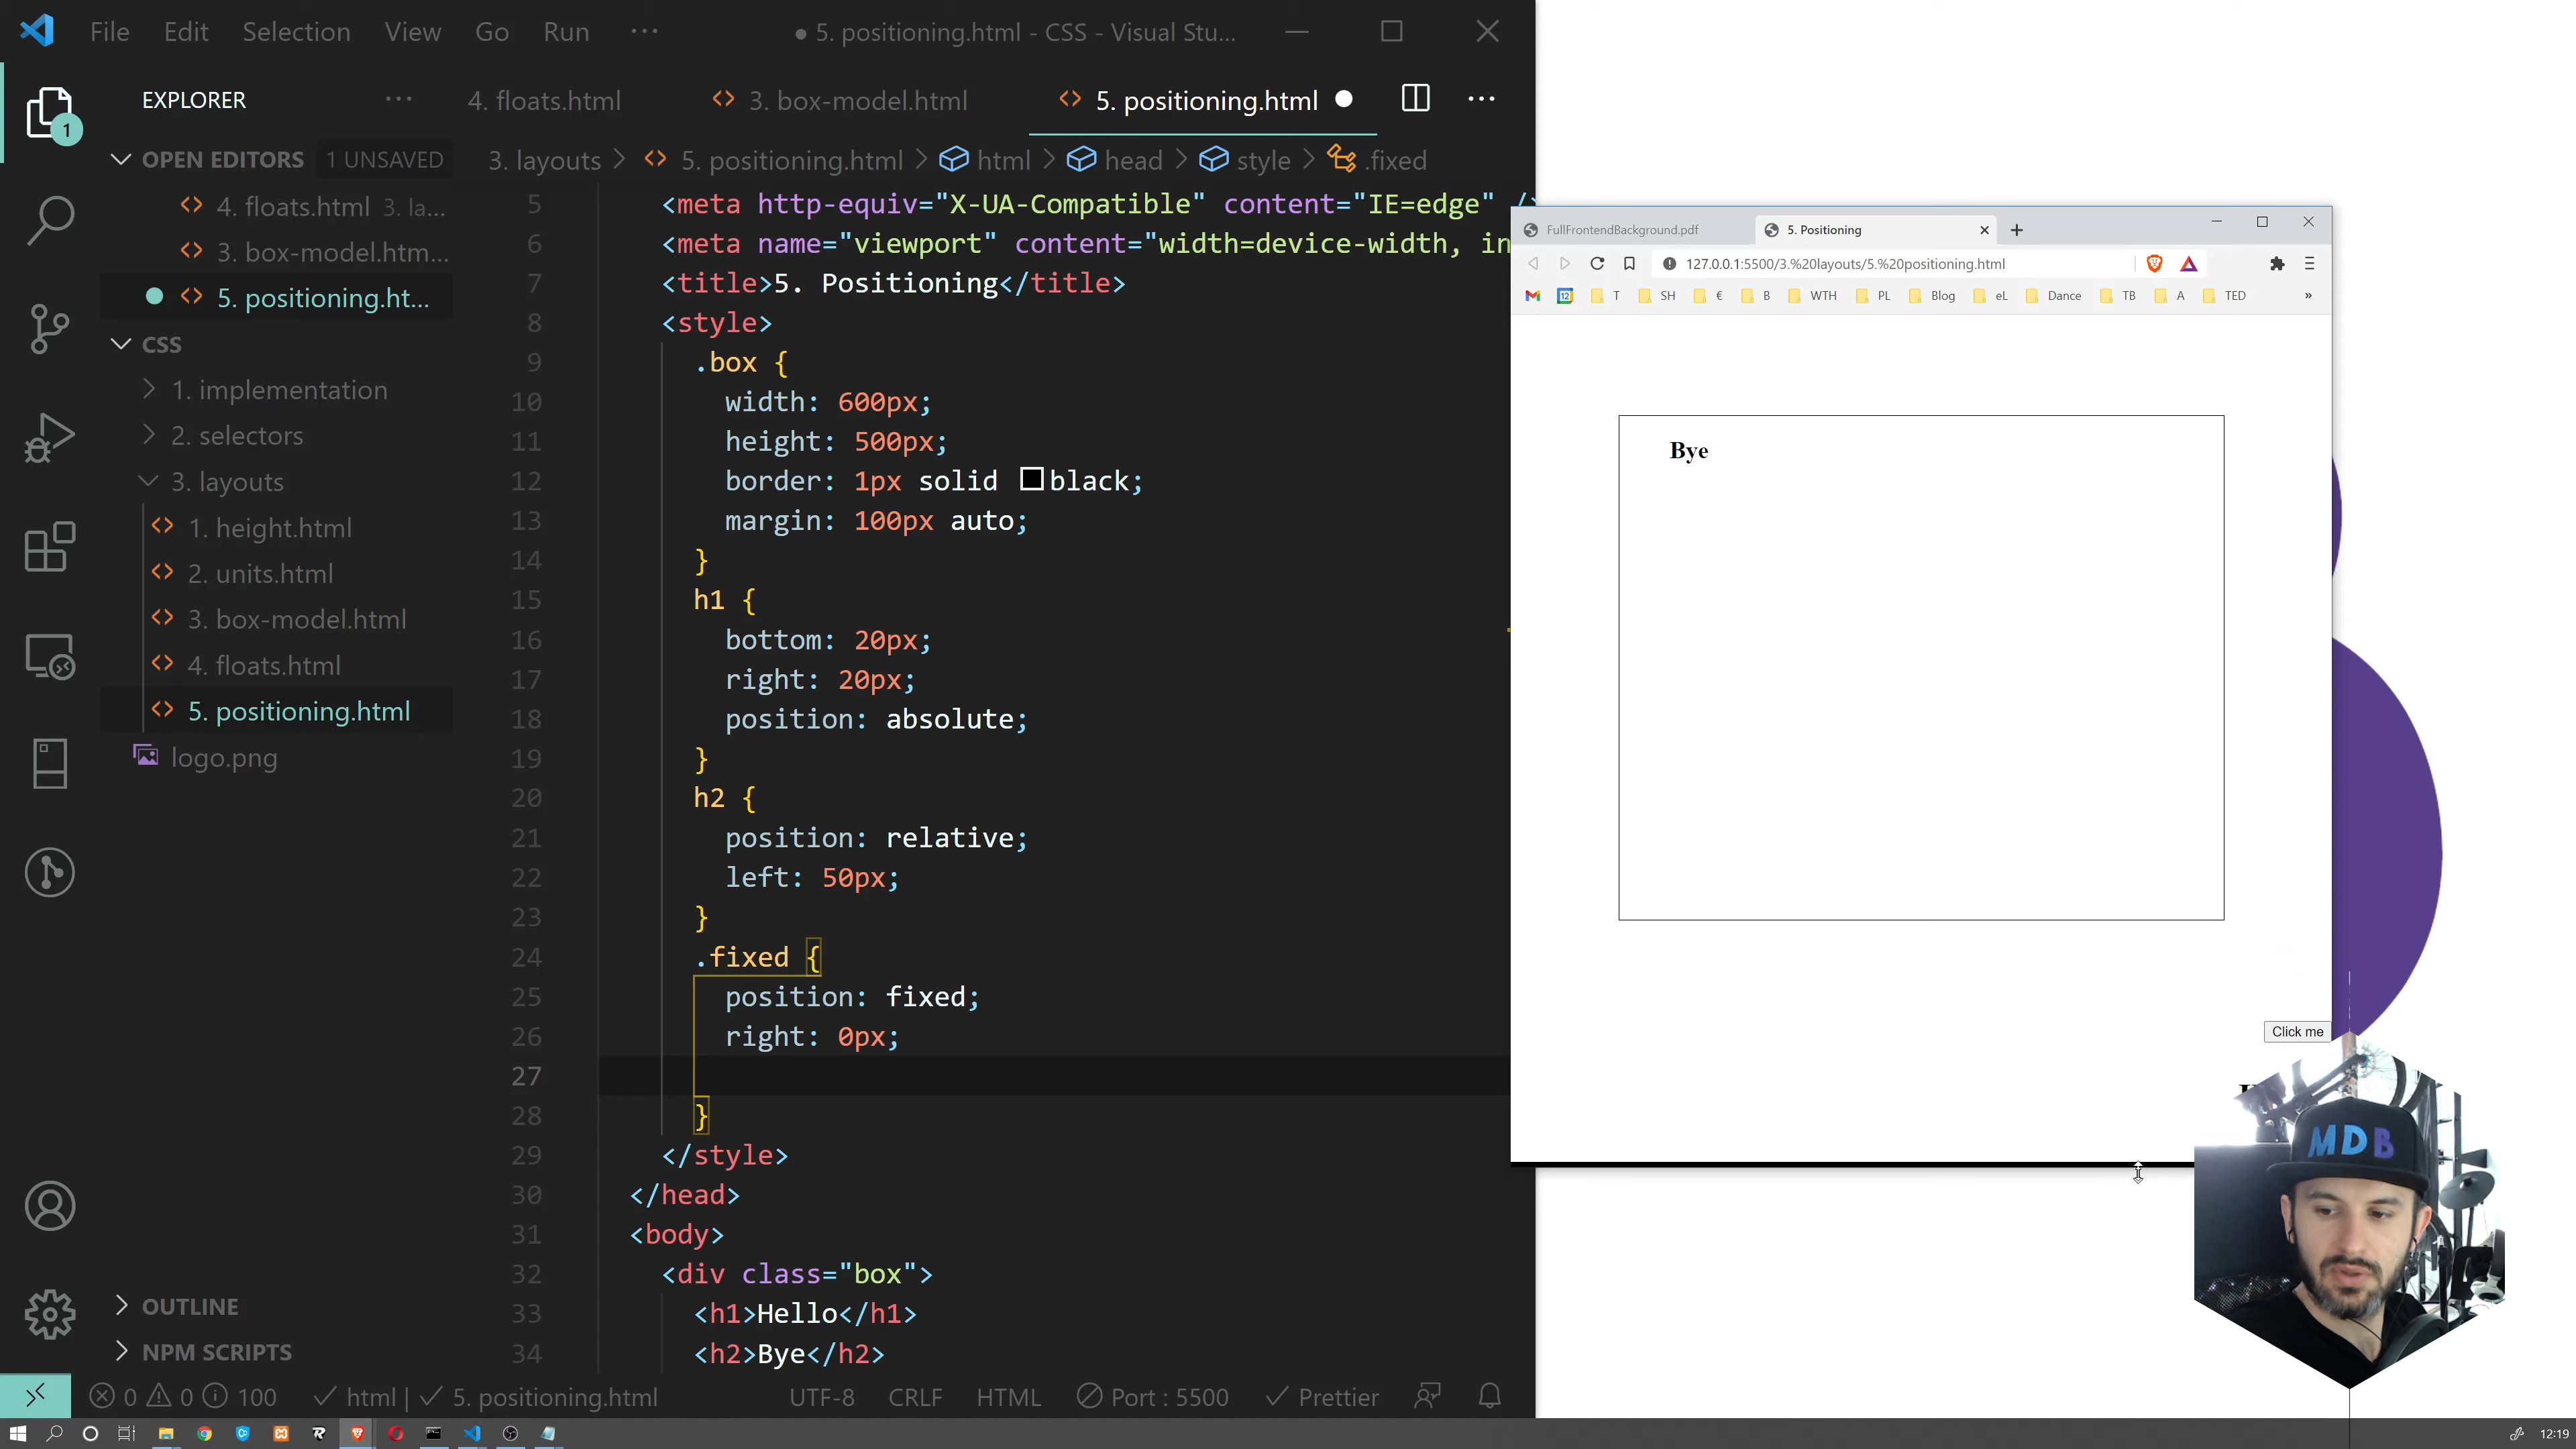 File Edit Selection View Go Run ···
● 5. positioning.html - CSS - Visual Stu...
EXPLORER ···
1
4. floats.html
3. box-model.html
5. positioning.html
OPEN EDITORS 1 UNSAVED
4. floats.html 3. la...
3. box-model.htm...
5. positioning.ht...
CSS
1. implementation
2. selectors
3. layouts
1. height.html
2. units.html
3. box-model.html
4. floats.html
5. positioning.html
logo.png
OUTLINE
NPM SCRIPTS
3. layouts > 5. positioning.html > html > head > style > .fixed
5 <meta http-equiv="X-UA-Compatible" content="IE=edge" />
6 <meta name="viewport" content="width=device-width, in
7 <title>5. Positioning</title>
8 <style>
9 .box {
10 width: 600px;
11 height: 500px;
12 border: 1px solid black;
13 margin: 100px auto;
14 }
15 h1 {
16 bottom: 20px;
17 right: 20px;
18 position: absolute;
19 }
20 h2 {
21 position: relative;
22 left: 50px;
23 }
24 .fixed {
25 position: fixed;
26 right: 0px;
27
28 }
29 </style>
30 </head>
31 <body>
32 <div class="box">
33 <h1>Hello</h1>
34 <h2>Bye</h2>
0 0 100 html | 5. positioning.html UTF-8 CRLF HTML Port : 5500 Prettier
FullFrontendBackground.pdf
5. Positioning
127.0.0.1:5500/3.%20layouts/5.%20positioning.html
12 T SH € B WTH PL Blog eL Dance TB A TED »
Bye
Click me
MDB
12:19